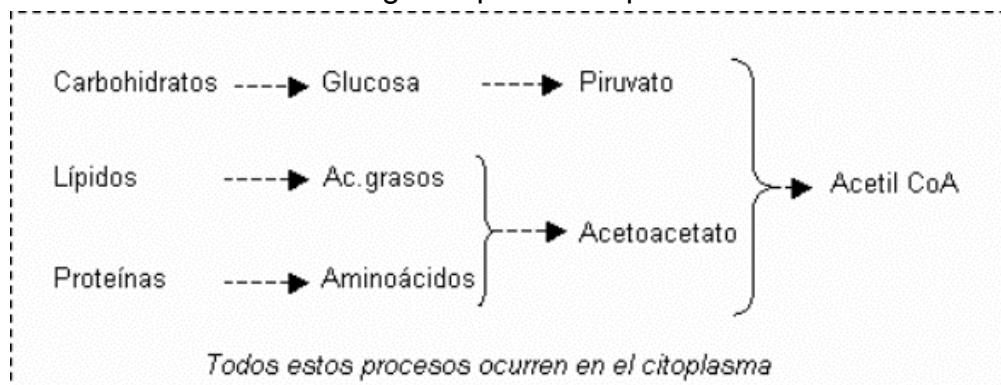 Carbohidratos Glucosa Piruvato
Lípidos Ac.grasos Acetil CoA
Acetoacetato
Proteínas Aminoácidos
Todos estos procesos ocurren en el citoplasma